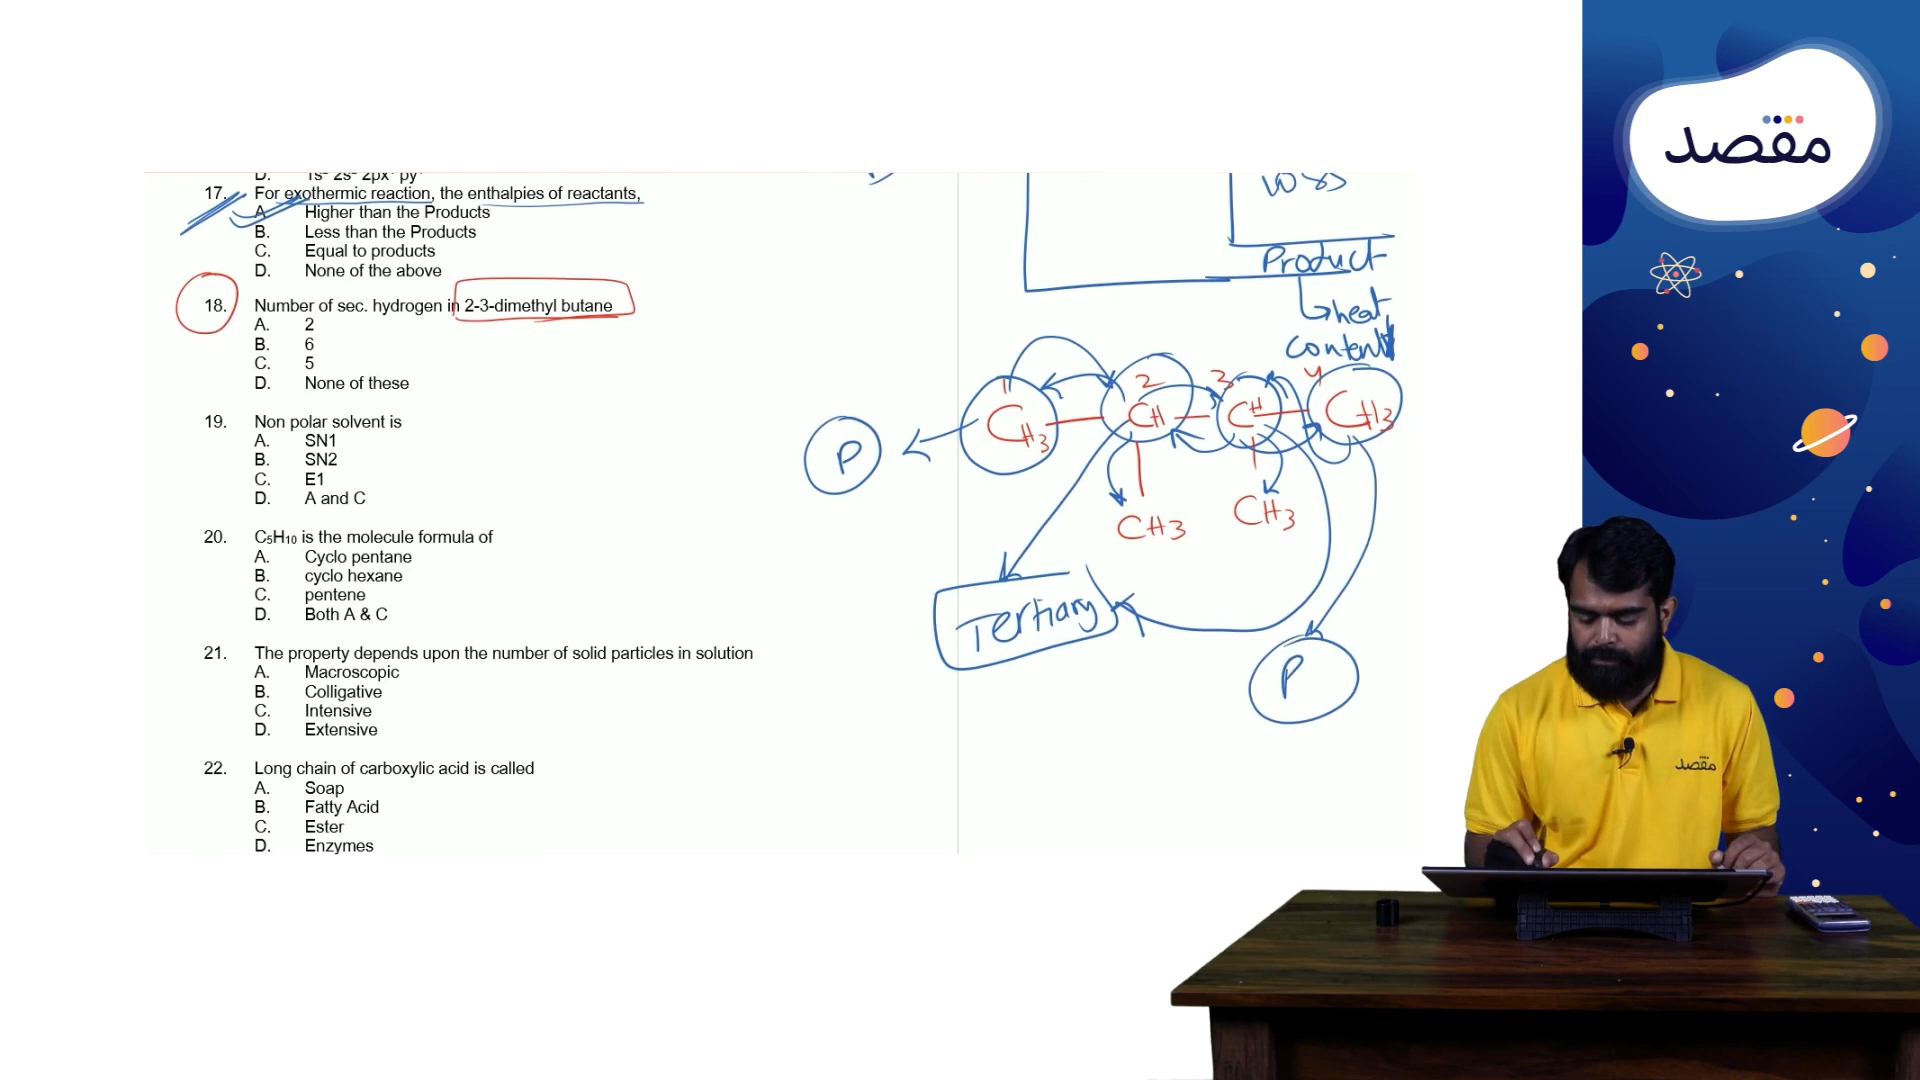 D. 1s² 2s² 2px¹ py¹
17. For exothermic reaction, the enthalpies of reactants,
A. Higher than the Products
B. Less than the Products
C. Equal to products
D. None of the above
18. Number of sec. hydrogen in 2-3-dimethyl butane
A. 2
B. 6
C. 5
D. None of these
19. Non polar solvent is
A. SN1
B. SN2
C. E1
D. A and C
20. C₅H₁₀ is the molecule formula of
A. Cyclo pentane
B. cyclo hexane
C. pentene
D. Both A & C
21. The property depends upon the number of solid particles in solution
A. Macroscopic
B. Colligative
C. Intensive
D. Extensive
22. Long chain of carboxylic acid is called
A. Soap
B. Fatty Acid
C. Ester
D. Enzymes
Product
heat
content
1 2 3 4
CH3 CH CH CH3
CH3 CH3
P
Tertiary
P
مقصد
مقصد